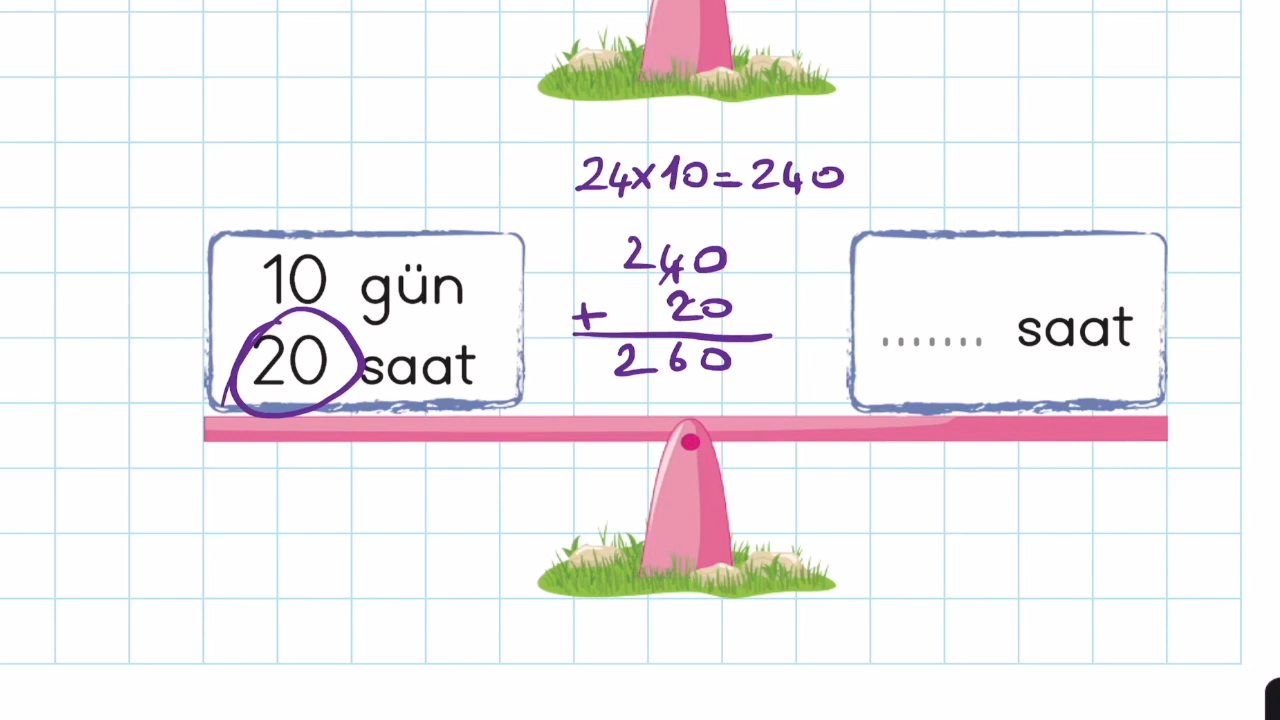 24x10=240
10 gün
20 saat
240
+ 20
260
....... saat